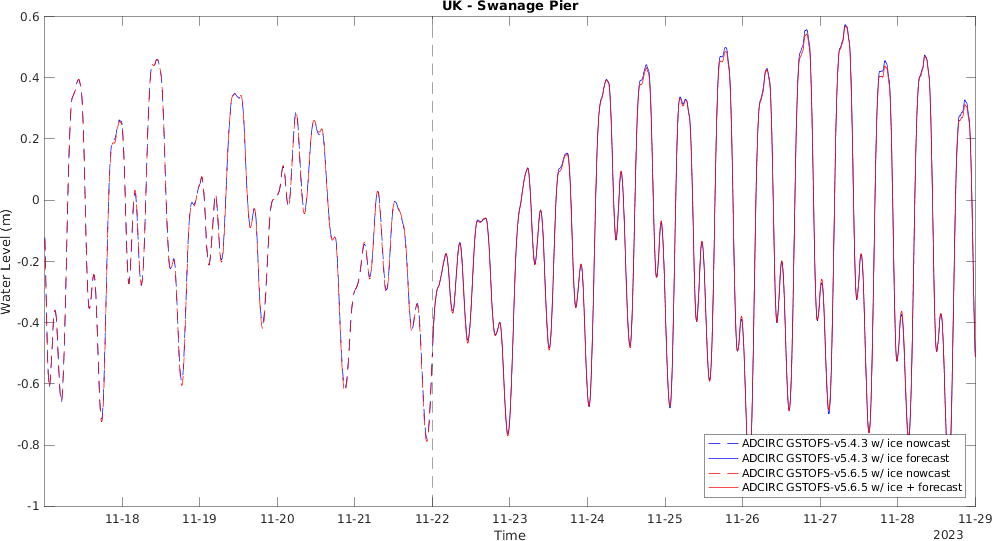 UK - Swanage Pier
0.6
0.4
0.2
0
-0.2
-0.4
-0.6
-0.8
-1
Water Level (m)
ADCIRC GSTOFS-v5.4.3 w/ ice nowcast
ADCIRC GSTOFS-v5.4.3 w/ ice forecast
ADCIRC GSTOFS-v5.6.5 w/ ice nowcast
ADCIRC GSTOFS-v5.6.5 w/ ice + forecast
11-18 11-19 11-20 11-21 11-22 11-23 11-24 11-25 11-26 11-27 11-28 11-29
Time
2023